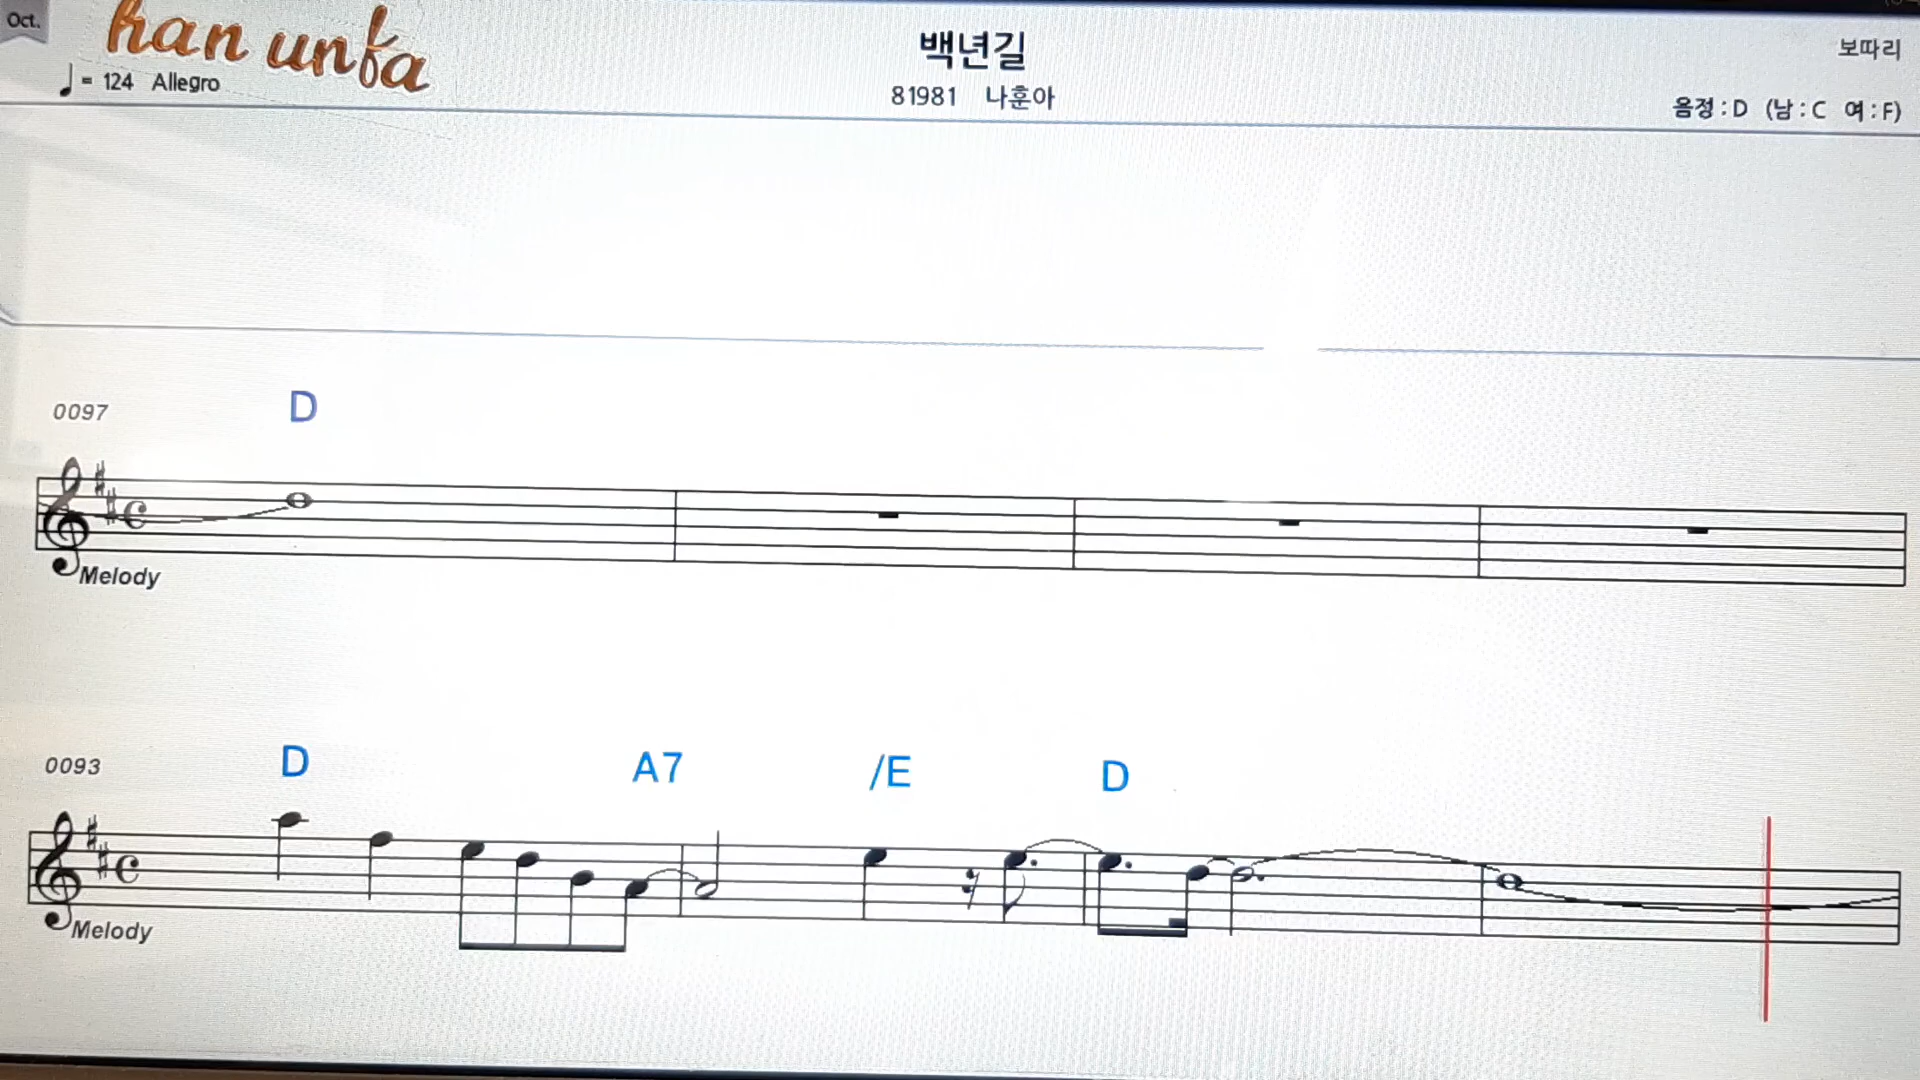 Oct.
han unfa
♩= 124 Allegro
백년길
81981 나훈아
보따리
음정 : D (남 : C 여 : F)
0097 D
Melody
0093 D A7 /E D
Melody